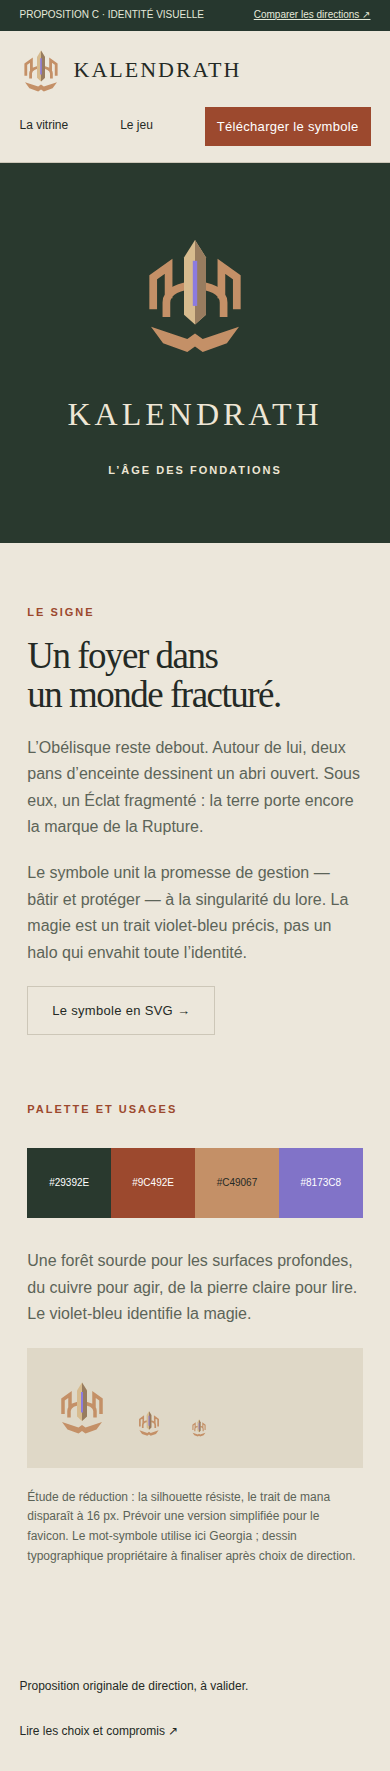 PROPOSITION C · IDENTITÉ VISUELLE
Comparer les directions ↗
KALENDRATH
La vitrine
Le jeu
Télécharger le symbole
KALENDRATH
L’ÂGE DES FONDATIONS
LE SIGNE
Un foyer dans
un monde fracturé.
L’Obélisque reste debout. Autour de lui, deux
pans d’enceinte dessinent un abri ouvert. Sous
eux, un Éclat fragmenté : la terre porte encore
la marque de la Rupture.
Le symbole unit la promesse de gestion —
bâtir et protéger — à la singularité du lore. La
magie est un trait violet-bleu précis, pas un
halo qui envahit toute l’identité.
Le symbole en SVG →
PALETTE ET USAGES
#29392E
#9C492E
#C49067
#8173C8
Une forêt sourde pour les surfaces profondes,
du cuivre pour agir, de la pierre claire pour lire.
Le violet-bleu identifie la magie.
Étude de réduction : la silhouette résiste, le trait de mana
disparaît à 16 px. Prévoir une version simplifiée pour le
favicon. Le mot-symbole utilise ici Georgia ; dessin
typographique propriétaire à finaliser après choix de direction.
Proposition originale de direction, à valider.
Lire les choix et compromis ↗